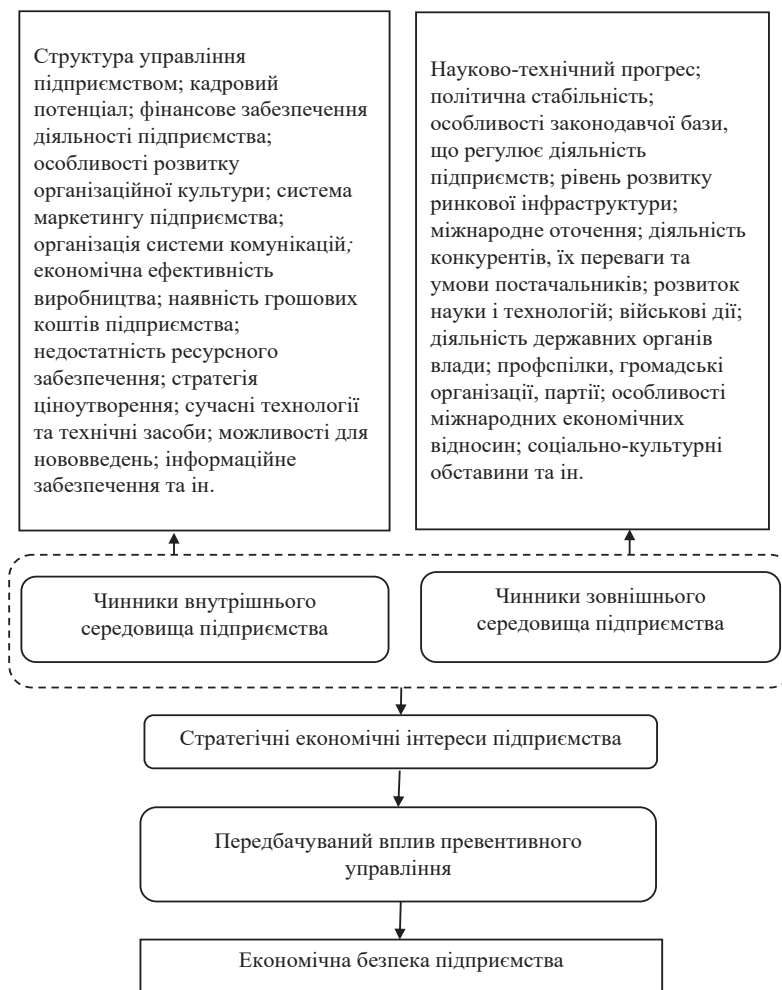 Структура управління
підприємством; кадровий
потенціал; фінансове забезпечення
діяльності підприємства;
особливості розвитку
організаційної культури; система
маркетингу підприємства;
організація системи комунікацій;
економічна ефективність
виробництва; наявність грошових
коштів підприємства;
недостатність ресурсного
забезпечення; стратегія
ціноутворення; сучасні технології
та технічні засоби; можливості для
нововведень; інформаційне
забезпечення та ін.
Науково-технічний прогрес;
політична стабільність;
особливості законодавчої бази,
що регулює діяльність
підприємств; рівень розвитку
ринкової інфраструктури;
міжнародне оточення; діяльність
конкурентів, їх переваги та
умови постачальників; розвиток
науки і технологій; військові дії;
діяльність державних органів
влади; профспілки, громадські
організації, партії; особливості
міжнародних економічних
відносин; соціально-культурні
обставини та ін.
Чинники внутрішнього
середовища підприємства
Чинники зовнішнього
середовища підприємства
Стратегічні економічні інтереси підприємства
Передбачуваний вплив превентивного
управління
Економічна безпека підприємства